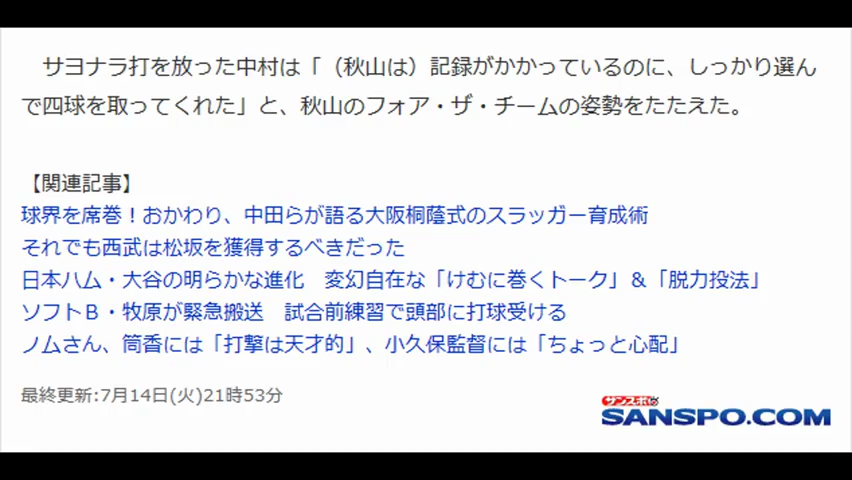 サヨナラ打を放った中村は「（秋山は）記録がかかっているのに、しっかり選ん
で四球を取ってくれた」と、秋山のフォア・ザ・チームの姿勢をたたえた。
【関連記事】
球界を席巻！おかわり、中田らが語る大阪桐蔭式のスラッガー育成術
それでも西武は松坂を獲得するべきだった
日本ハム・大谷の明らかな進化　変幻自在な「けむに巻くトーク」＆「脱力投法」
ソフトＢ・牧原が緊急搬送　試合前練習で頭部に打球受ける
ノムさん、筒香には「打撃は天才的」、小久保監督には「ちょっと心配」
最終更新:7月14日(火)21時53分
サンスポ
SANSPO.COM